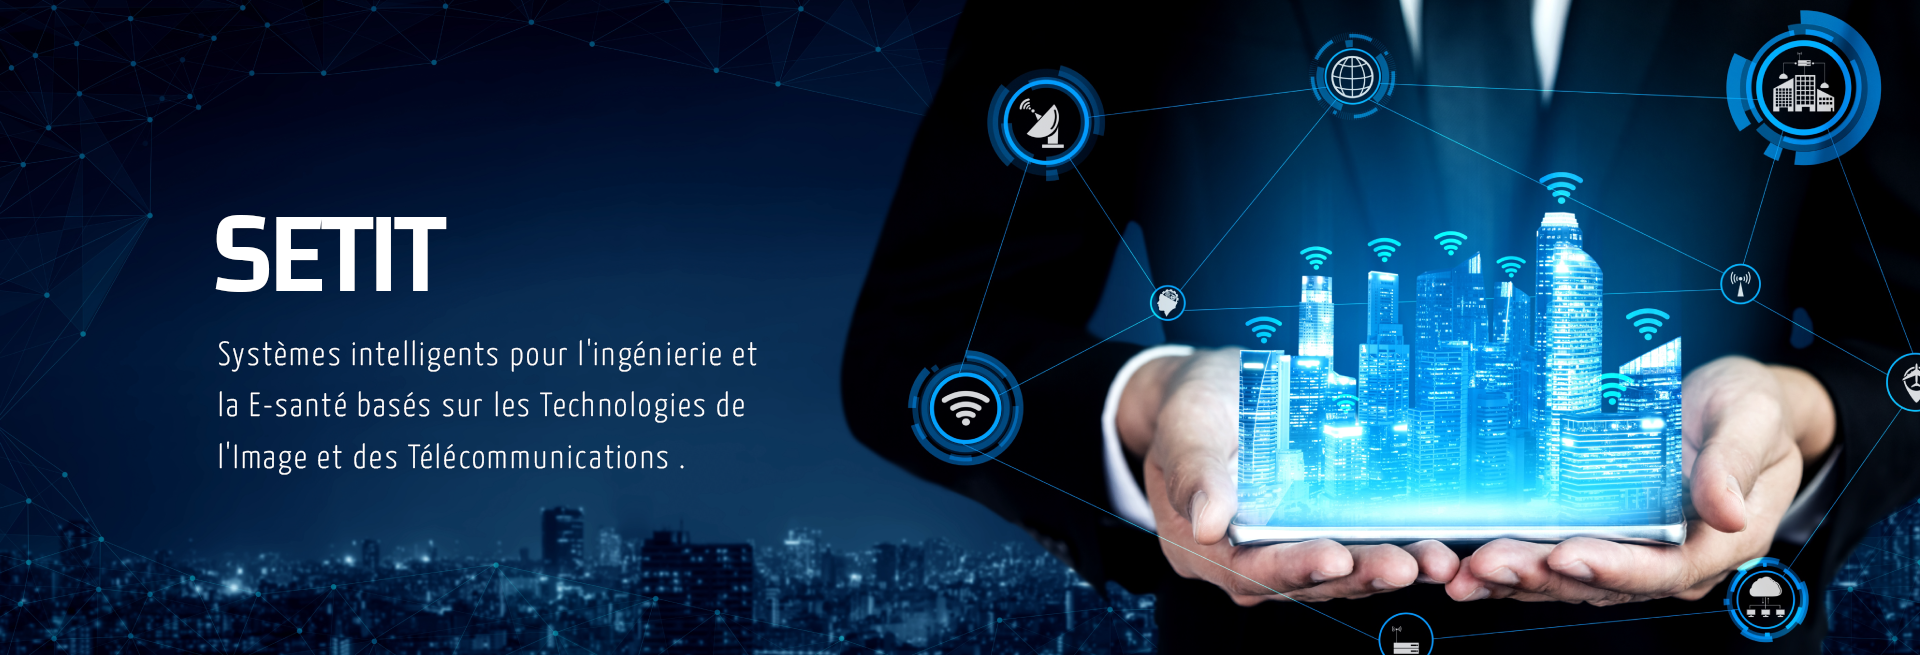 SETIT
Systèmes intelligents pour l'ingénierie et
la E-santé basés sur les Technologies de
l'Image et des Télécommunications .